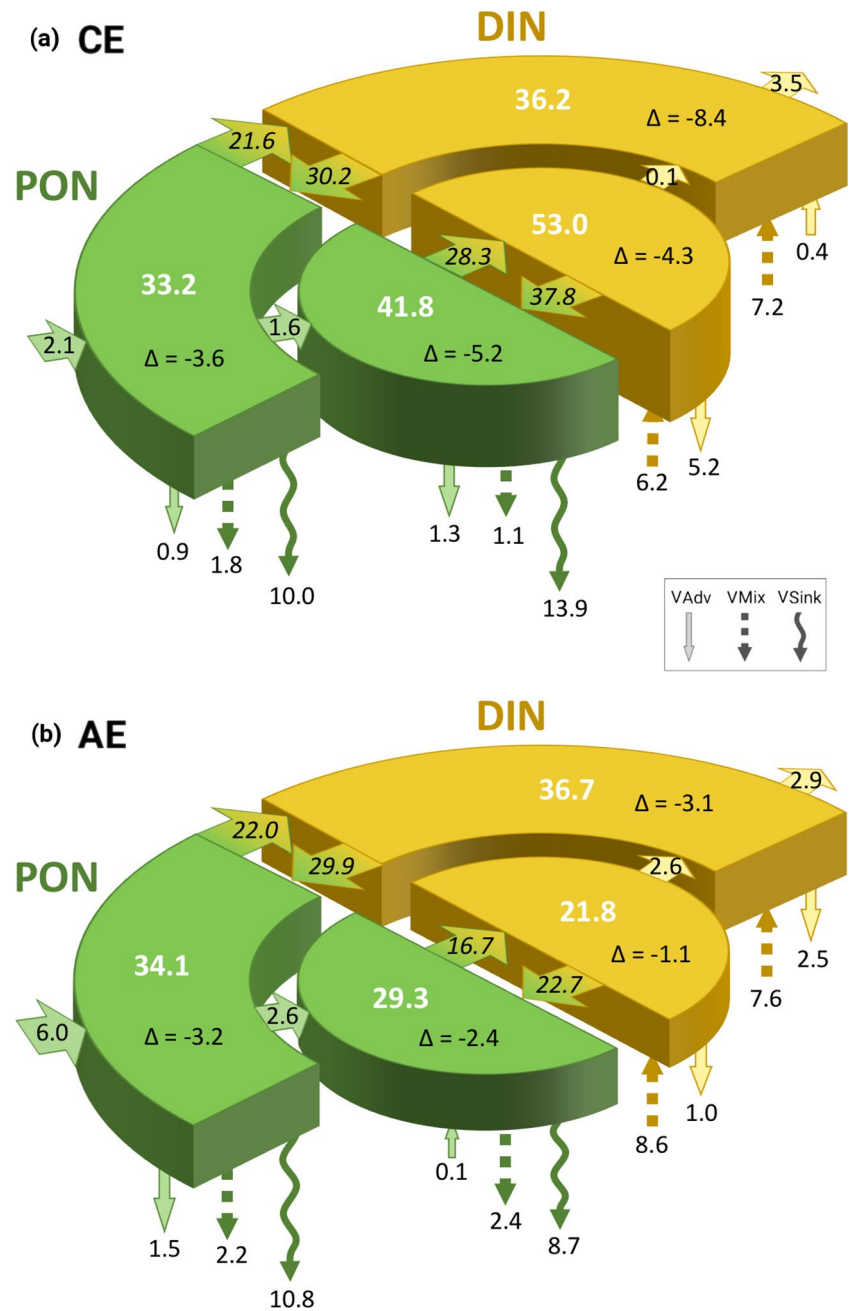 (a) CE
DIN
3.5
36.2
Δ = -8.4
21.6
30.2
0.1
PON
53.0
Δ = -4.3
0.4
28.3
7.2
33.2
37.8
41.8
1.6
2.1
Δ = -3.6
Δ = -5.2
5.2
6.2
0.9
1.8
1.3
1.1
10.0
13.9
VAdv VMix VSink
(b) AE
DIN
2.9
36.7
Δ = -3.1
22.0
29.9
2.6
PON
21.8
16.7
Δ = -1.1
2.5
34.1
22.7
7.6
29.3
2.6
6.0
Δ = -3.2
Δ = -2.4
1.0
8.6
0.1
2.4
1.5
2.2
8.7
10.8